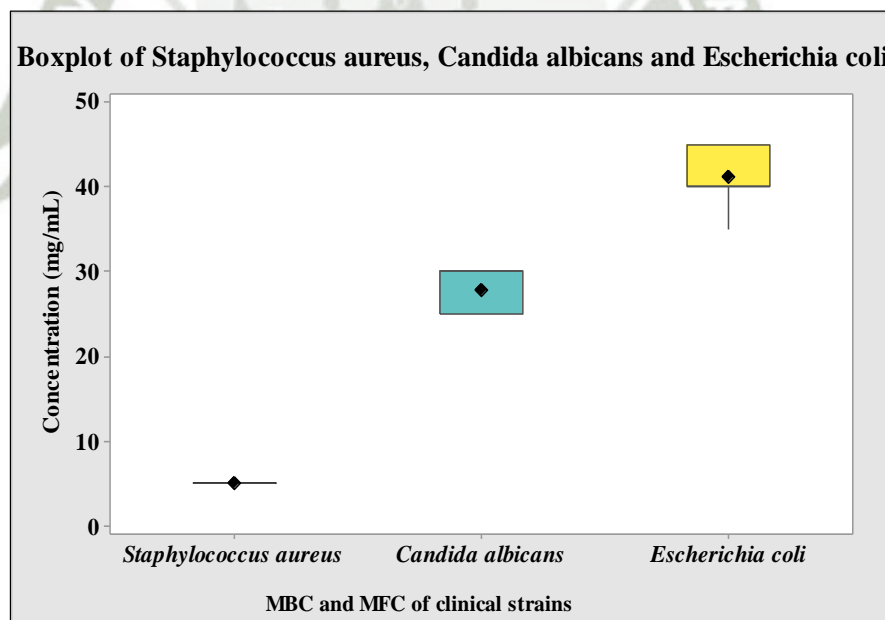 Boxplot of Staphylococcus aureus, Candida albicans and Escherichia coli
Concentration (mg/mL)
50
40
30
20
10
0
Staphylococcus aureus
Candida albicans
Escherichia coli
MBC and MFC of clinical strains